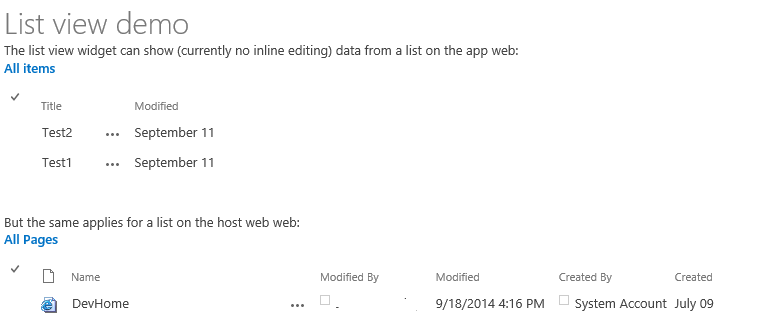 List view demo
The list view widget can show (currently no inline editing) data from a list on the app web:
All items
Title Modified
Test2 ... September 11
Test1 ... September 11
But the same applies for a list on the host web web:
All Pages
Name Modified By Modified Created By Created
DevHome ... 9/18/2014 4:16 PM System Account July 09